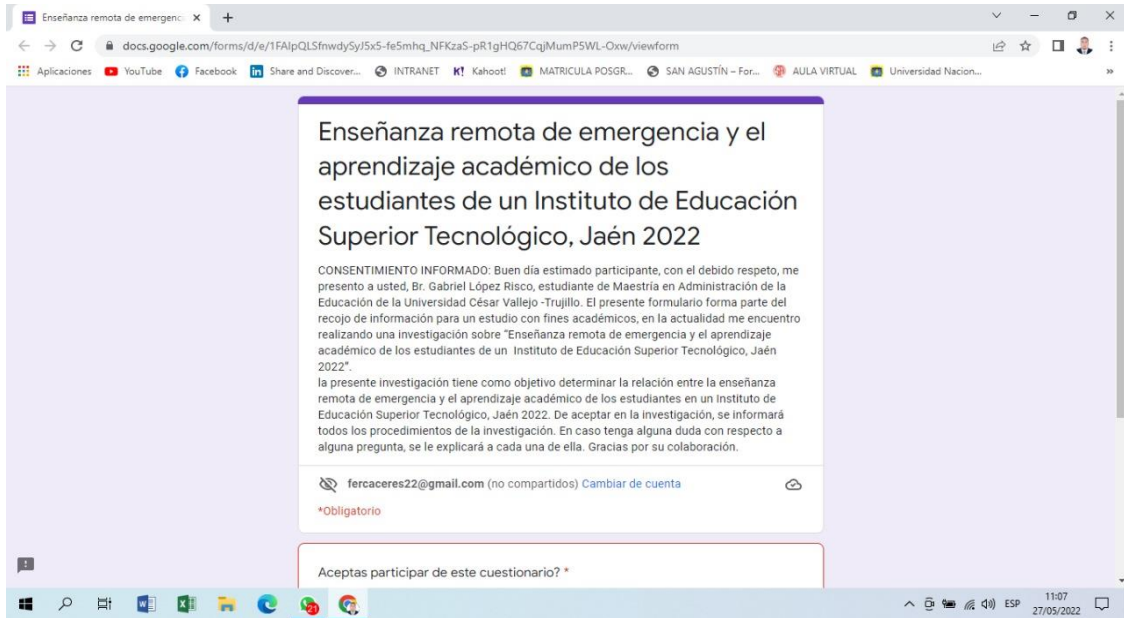 Enseñanza remota de emergenc
docs.google.com/forms/d/e/1FAIpQLSfnwdySyJ5x5-fe5mhq_NFKzaS-pR1gHQ67CqjMumP5WL-Oxw/viewform
Aplicaciones YouTube Facebook Share and Discover... INTRANET K! Kahoot! MATRICULA POSGR... SAN AGUSTÍN – For... AULA VIRTUAL Universidad Nacion... »
Enseñanza remota de emergencia y el
aprendizaje académico de los
estudiantes de un Instituto de Educación
Superior Tecnológico, Jaén 2022
CONSENTIMIENTO INFORMADO: Buen día estimado participante, con el debido respeto, me
presento a usted, Br. Gabriel López Risco, estudiante de Maestría en Administración de la
Educación de la Universidad César Vallejo -Trujillo. El presente formulario forma parte del
recojo de información para un estudio con fines académicos, en la actualidad me encuentro
realizando una investigación sobre “Enseñanza remota de emergencia y el aprendizaje
académico de los estudiantes de un Instituto de Educación Superior Tecnológico, Jaén
2022”.
la presente investigación tiene como objetivo determinar la relación entre la enseñanza
remota de emergencia y el aprendizaje académico de los estudiantes en un Instituto de
Educación Superior Tecnológico, Jaén 2022. De aceptar en la investigación, se informará
todos los procedimientos de la investigación. En caso tenga alguna duda con respecto a
alguna pregunta, se le explicará a cada una de ella. Gracias por su colaboración.
fercaceres22@gmail.com (no compartidos) Cambiar de cuenta
*Obligatorio
Aceptas participar de este cuestionario? *
21
ESP
11:07
27/05/2022